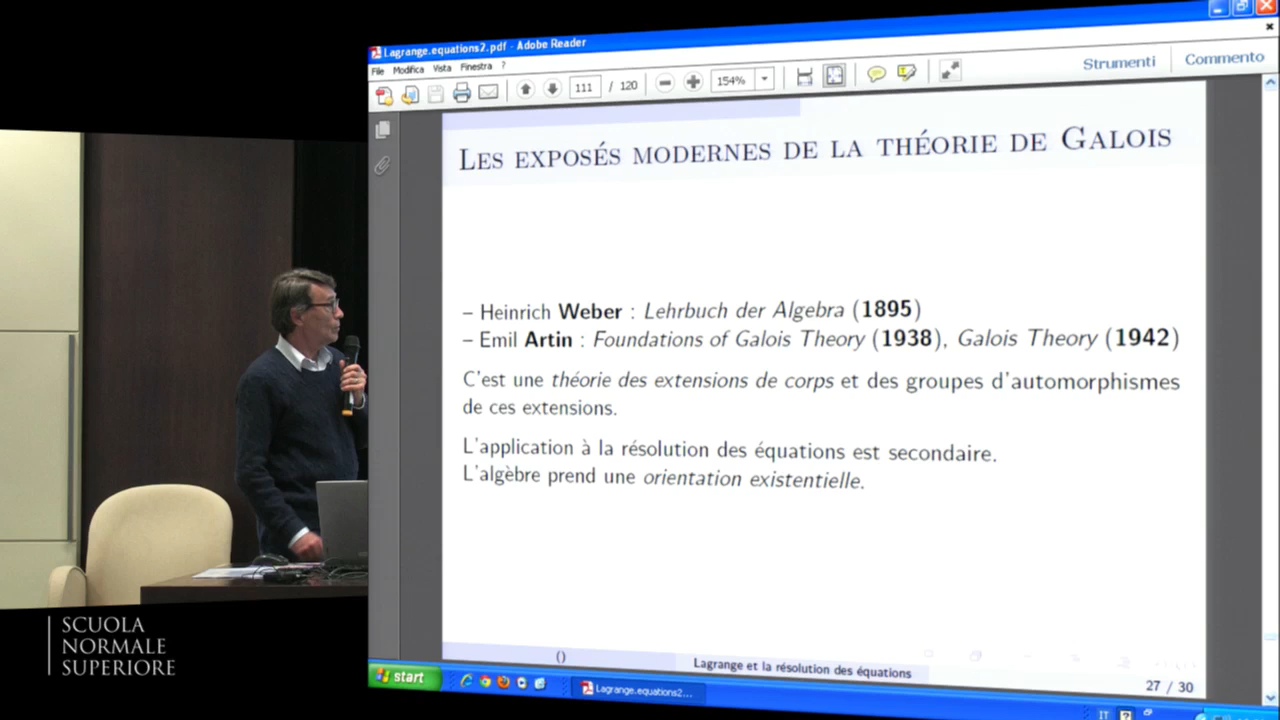 Lagrange.equations2.pdf - Adobe Reader
File Modifica Vista Finestra ?
111 / 120 154% Strumenti Commento
LES EXPOSÉS MODERNES DE LA THÉORIE DE GALOIS
– Heinrich Weber : Lehrbuch der Algebra (1895)
– Emil Artin : Foundations of Galois Theory (1938), Galois Theory (1942)
C'est une théorie des extensions de corps et des groupes d'automorphismes
de ces extensions.
L'application à la résolution des équations est secondaire.
L'algèbre prend une orientation existentielle.
()
Lagrange et la résolution des équations
27 / 30
start
Lagrange.equations2...
IT
SCUOLA
NORMALE
SUPERIORE